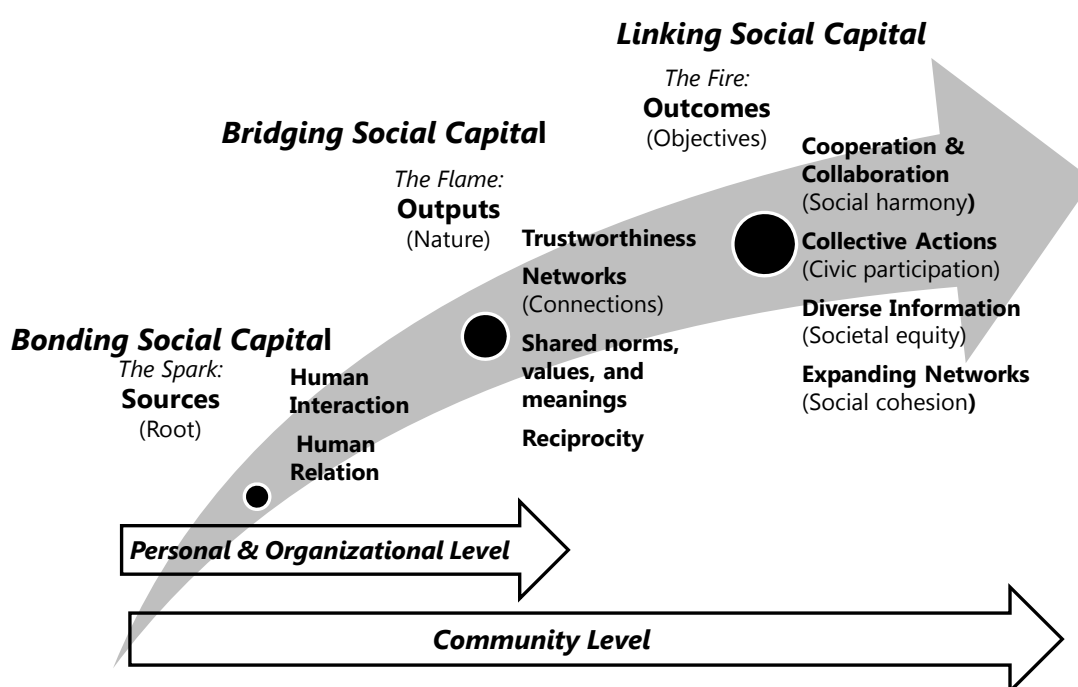 Linking Social Capital
The Fire:
Outcomes
(Objectives)
Cooperation &
Collaboration
(Social harmony)
Collective Actions
(Civic participation)
Diverse Information
(Societal equity)
Expanding Networks
(Social cohesion)
Bridging Social Capital
The Flame:
Outputs
(Nature)
Trustworthiness
Networks
(Connections)
Shared norms,
values, and
meanings
Reciprocity
Bonding Social Capital
The Spark:
Sources
(Root)
Human
Interaction
Human
Relation
Personal & Organizational Level
Community Level